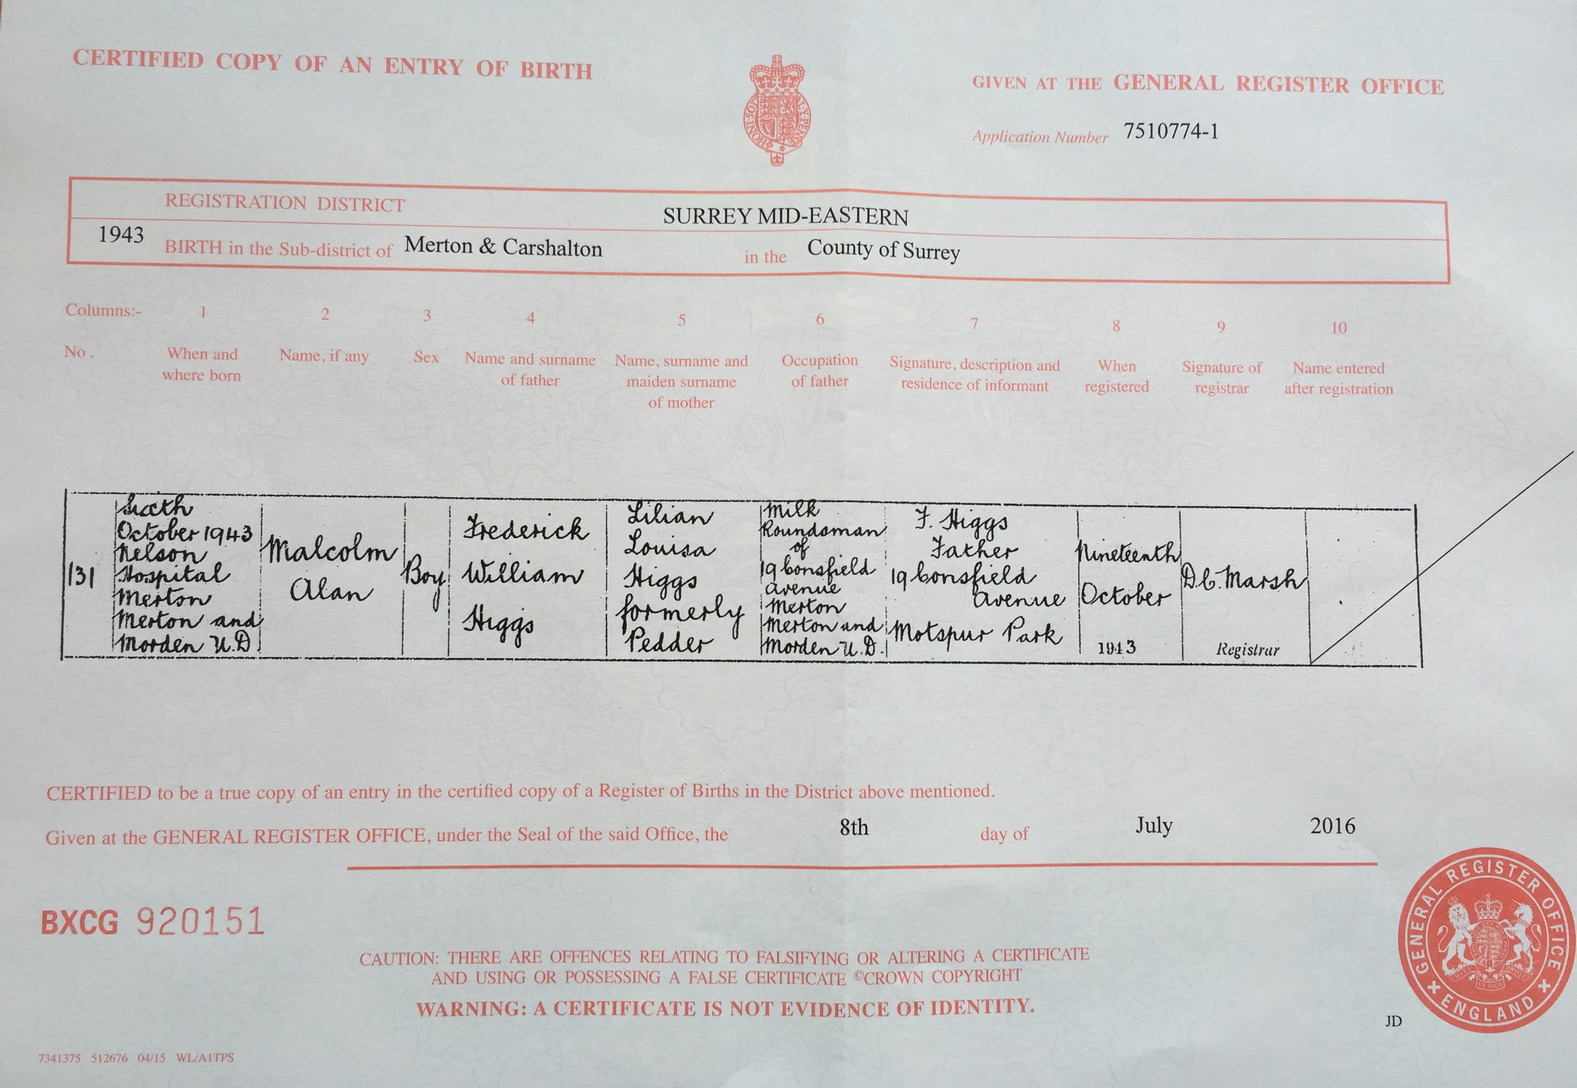 CERTIFIED COPY OF AN ENTRY OF BIRTH
GIVEN AT THE GENERAL REGISTER OFFICE
Application Number 7510774-1
REGISTRATION DISTRICT SURREY MID-EASTERN
1943 BIRTH in the Sub-district of Merton & Carshalton in the County of Surrey
Columns:- 1 2 3 4 5 6 7 8 9 10
No.
When and
where born
Name, if any
Sex
Name and surname
of father
Name, surname and
maiden surname
of mother
Occupation
of father
Signature, description and
residence of informant
When
registered
Signature of
registrar
Name entered
after registration
131
Sixth
October 1943
Nelson
Hospital
Merton
Merton and
Morden U.D.
Malcolm
Alan
Boy
Frederick
William
Higgs
Lilian
Louisa
Higgs
formerly
Pedder
Milk
Roundsman
of
19 Consfield
Avenue
Merton
Merton and
Morden U.D.
F. Higgs
Father
19 Consfield
Avenue
Motspur Park
Nineteenth
October
1943
D.C. Marsh
Registrar
CERTIFIED to be a true copy of an entry in the certified copy of a Register of Births in the District above mentioned.
Given at the GENERAL REGISTER OFFICE, under the Seal of the said Office, the 8th day of July 2016
BXCG 920151
CAUTION: THERE ARE OFFENCES RELATING TO FALSIFYING OR ALTERING A CERTIFICATE
AND USING OR POSSESSING A FALSE CERTIFICATE ©CROWN COPYRIGHT
WARNING: A CERTIFICATE IS NOT EVIDENCE OF IDENTITY.
GENERAL REGISTER OFFICE
ENGLAND
JD
7341375 512676 04/15 WL/A1TPS